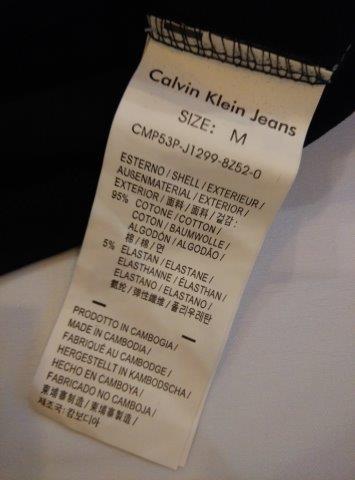 Calvin Klein Jeans
SIZE: M
CMP53P-J1299-8Z52-0
ESTERNO / SHELL / EXTERIEUR /
AUßENMATERIAL / EXTERIOR /
EXTERIOR / 面料 / 面料 / 겉감 :
95% COTONE / COTTON /
COTON / BAUMWOLLE /
ALGODÓN / ALGODÃO /
棉 / 棉 / 면
5% ELASTAN / ELASTANE /
ELASTHANNE / ELASTHAN /
ELASTANO / ELASTANO /
氨纶 / 彈性纖維 / 폴리우레탄
PRODOTTO IN CAMBOGIA /
MADE IN CAMBODIA /
FABRIQUÉ AU CAMBODGE /
HERGESTELLT IN KAMBODSCHA /
HECHO EN CAMBOYA /
FABRICADO NO CAMBOJA /
柬埔寨制造 / 柬埔寨製造 /
제조국: 캄보디아